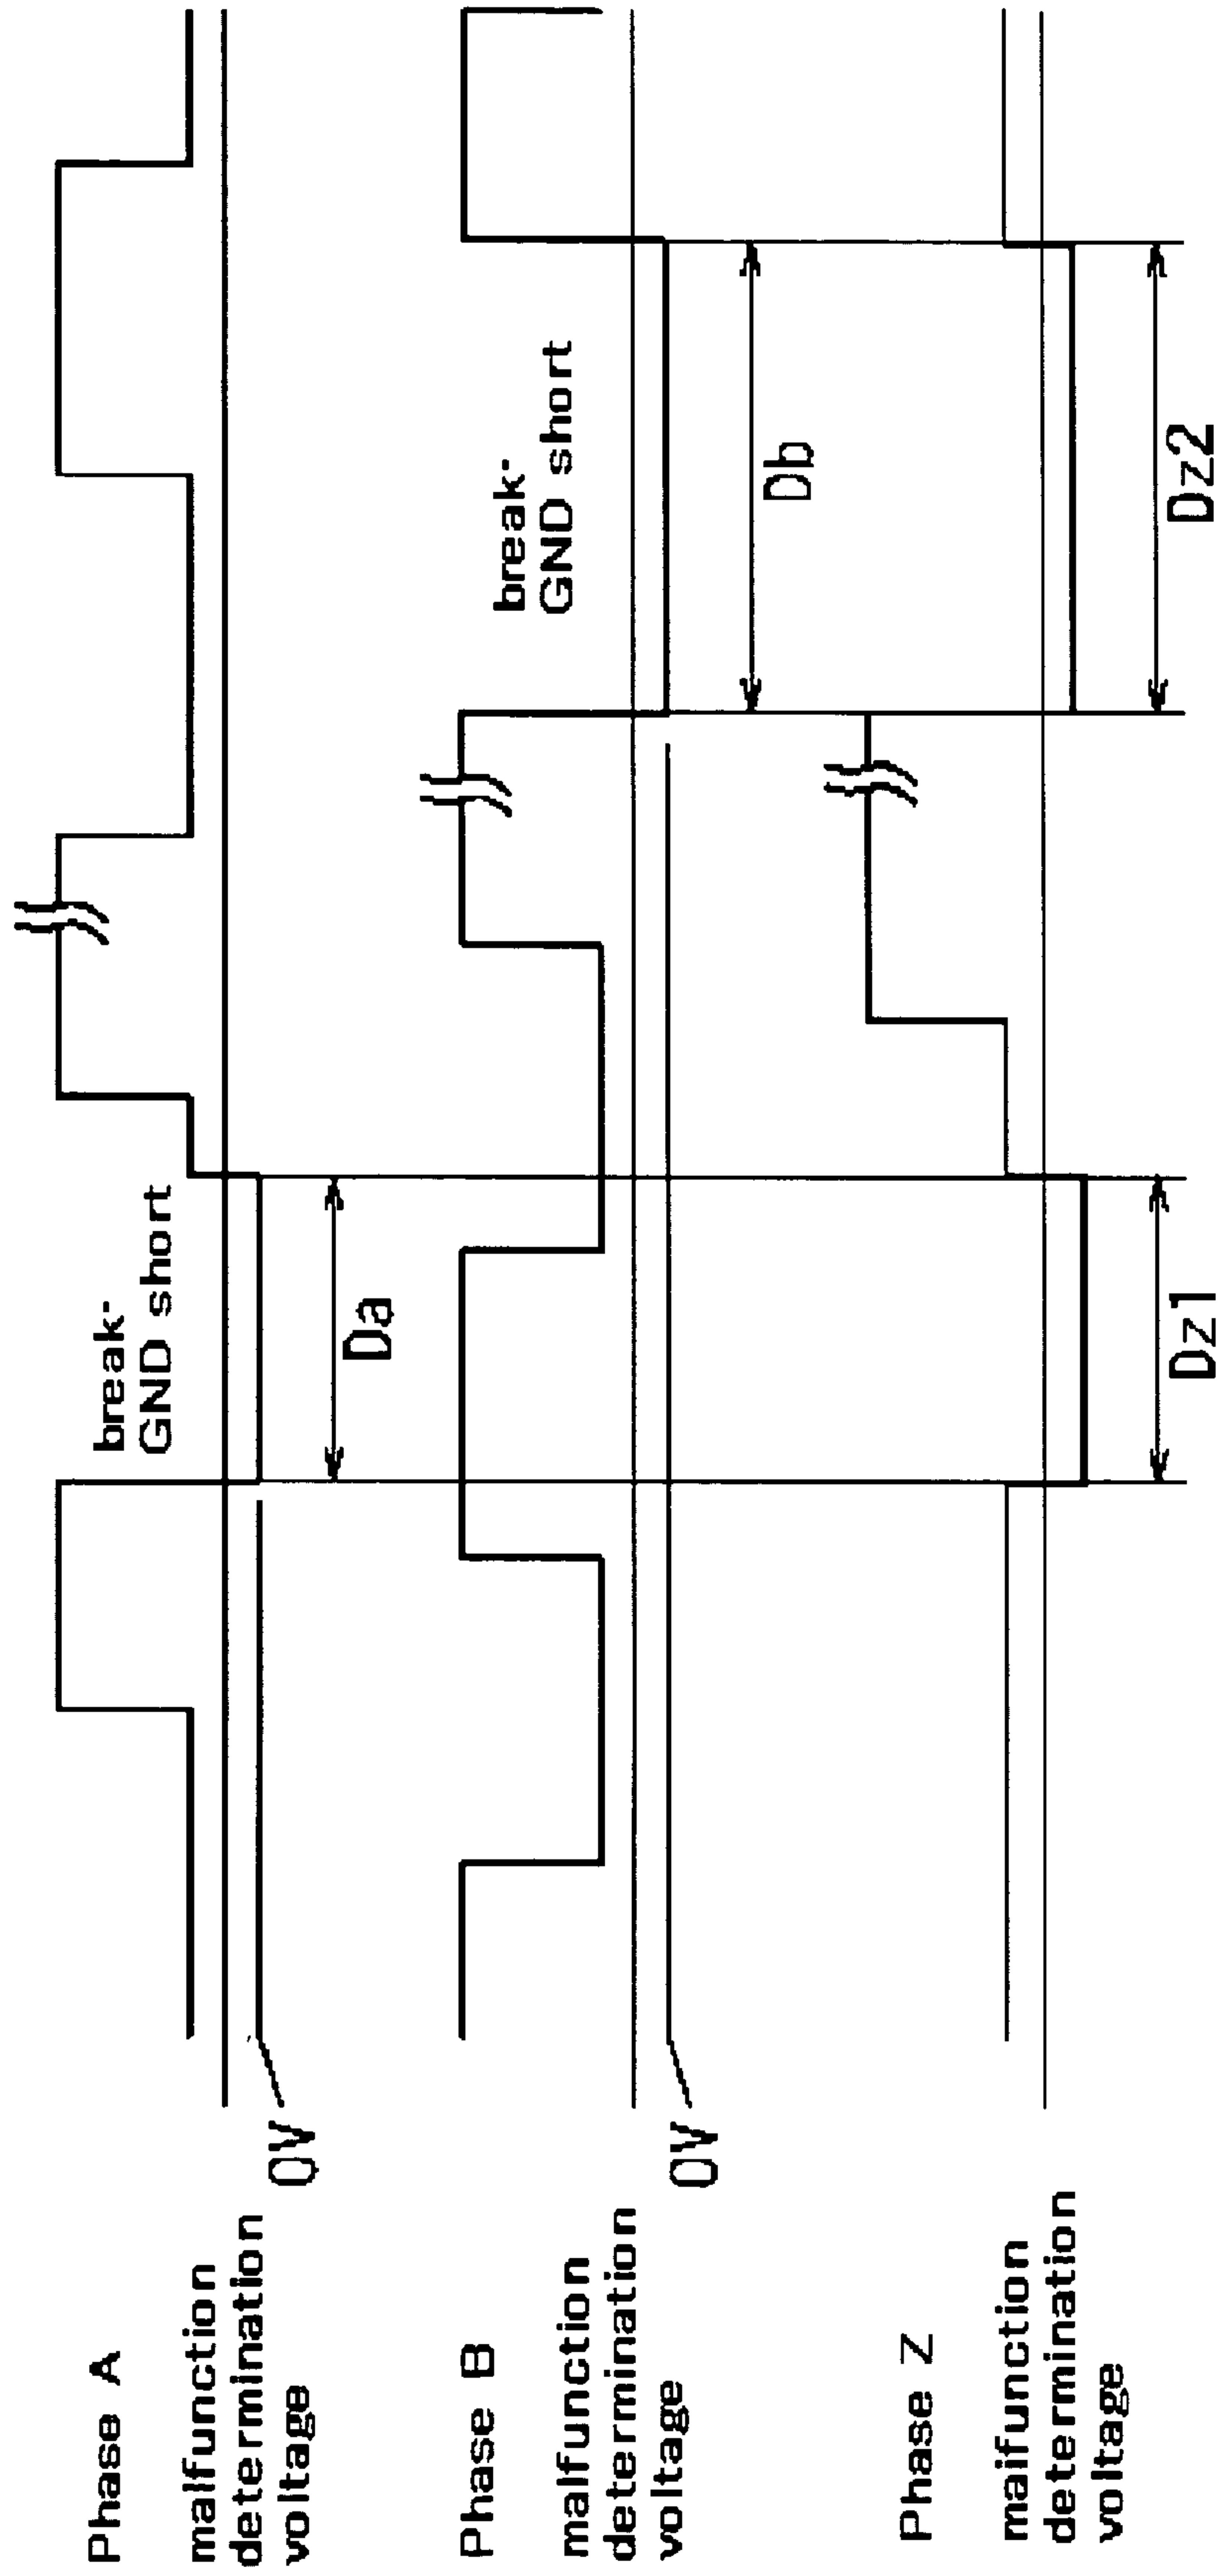 Phase A
malfunction
determination
voltage
0V
break·
GND short
Da
Phase B
malfunction
determination
voltage
0V
break·
GND short
Db
Phase Z
maifunction
determination
voltage
Dz1
Dz2